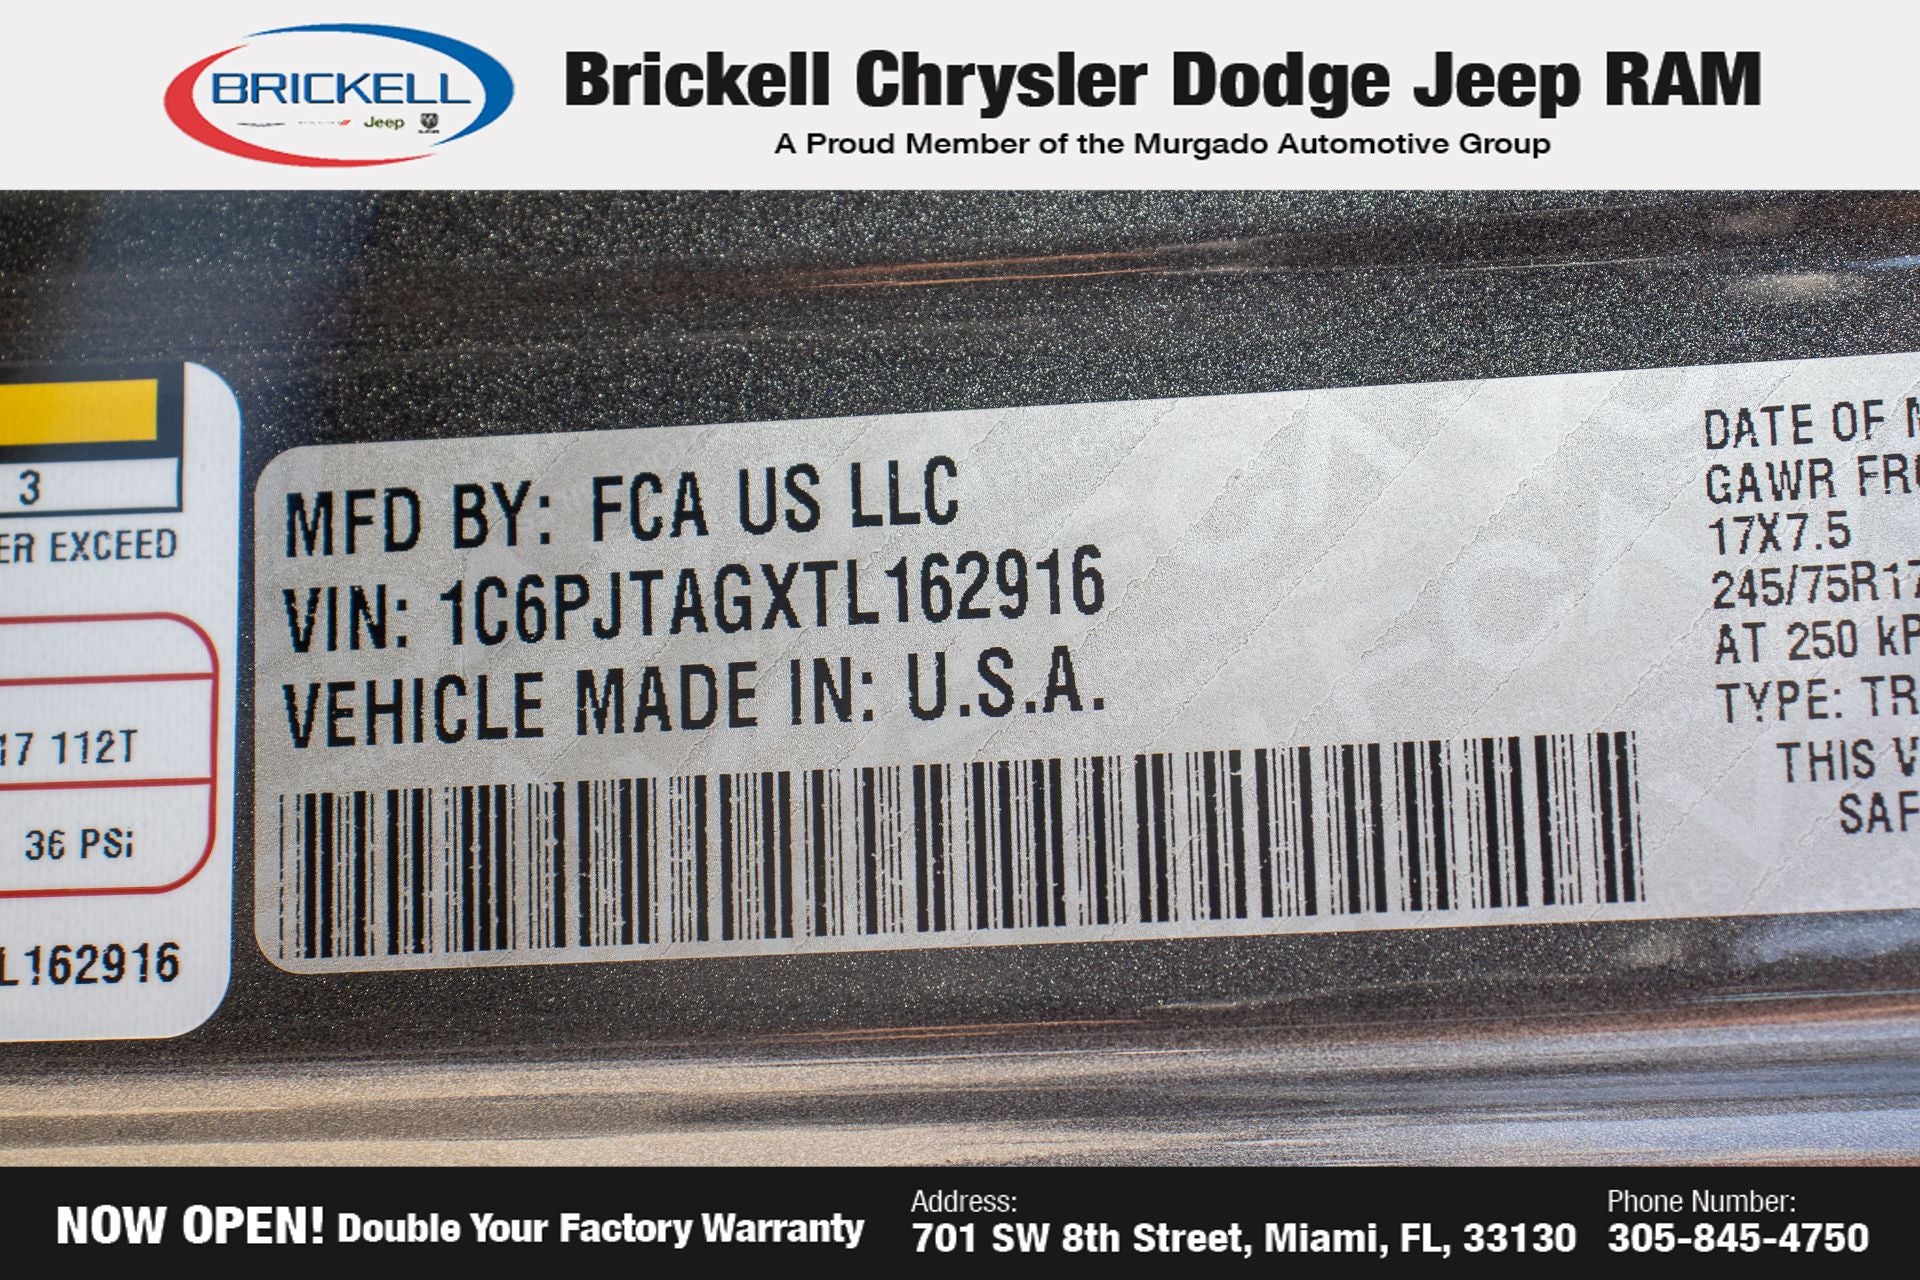 BRICKELL
Jeep
Brickell Chrysler Dodge Jeep RAM
A Proud Member of the Murgado Automotive Group
3
ER EXCEED
17 112T
36 PSi
L162916
MFD BY: FCA US LLC
VIN: 1C6PJTAGXTL162916
VEHICLE MADE IN: U.S.A.
DATE OF
GAWR FR
17X7.5
245/75R17
AT 250 kP
TYPE: TR
THIS V
SAF
NOW OPEN! Double Your Factory Warranty
Address:
701 SW 8th Street, Miami, FL, 33130
Phone Number:
305-845-4750